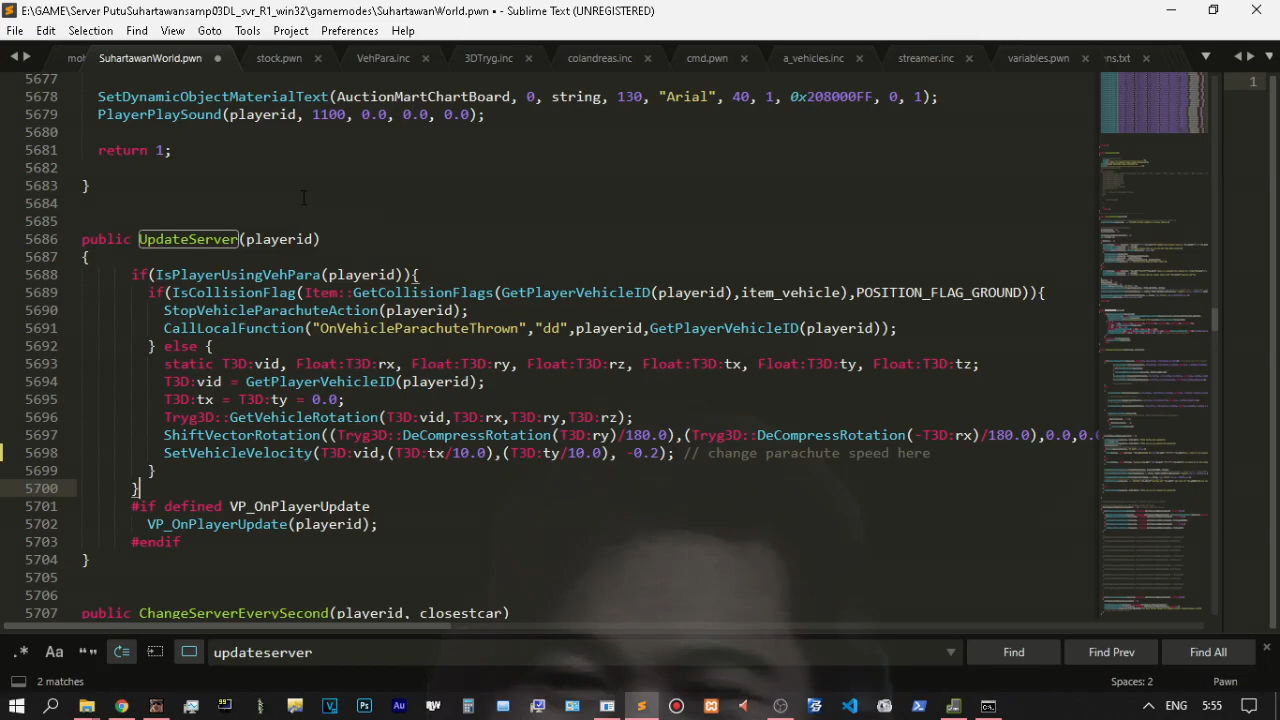 E:\GAME\Server PutuSuhartawansamp03DL_svr_R1_win32\gamemodes\SuhartawanWorld.pwn • - Sublime Text (UNREGISTERED)
File Edit Selection Find View Goto Tools Project Preferences Help
SuhartawanWorld.pwn stock.pwn VehPara.inc 3DTryg.inc colandreas.inc cmd.pwn a_vehicles.inc streamer.inc variables.pwn
5677
5678 SetDynamicObjectMaterialText(AuctionMartChartBoard, 0, string, 130, "Arial", 40, 1, 0x208000FF, 0, 1);
5679 PlayerPlaySound(playerid, 1100, 0.0, 0.0, 0.0);
5680
5681 return 1;
5682
5683 }
5684
5685
5686 public UpdateServer(playerid)
5687 {
5688 if(IsPlayerUsingVehPara(playerid)){
5689 if(IsCollisionFlag(Item::GetCollisionFlags(GetPlayerVehicleID(playerid),item_vehicle),POSITION_FLAG_GROUND)){
5690 StopVehicleParachuteAction(playerid);
5691 CallLocalFunction("OnVehicleParachuteThrown","dd",playerid,GetPlayerVehicleID(playerid));
5692 } else {
5693 static T3D:vid, Float:T3D:rx, Float:T3D:ry, Float:T3D:rz, Float:T3D:tx, Float:T3D:ty, Float:T3D:tz;
5694 T3D:vid = GetPlayerVehicleID(playerid);
5695 T3D:tx = T3D:ty = 0.0;
5696 Tryg3D::GetVehicleRotation(T3D:vid,T3D:rx,T3D:ry,T3D:rz);
5697 ShiftVectorRotation((Tryg3D::DeCompressRotation(T3D:ry)/180.0),(Tryg3D::DeCompressRotation(-T3D:rx)/180.0),0.0,0.0
5698 SetVehicleVelocity(T3D:vid,(T3D:tx/10.0),(T3D:ty/10.0), -0.2); // change parachute speed here
5699 }
5700 }
5701 #if defined VP_OnPlayerUpdate
5702 VP_OnPlayerUpdate(playerid);
5703 #endif
5704 }
5705
5706
5707 public ChangeServerEverySecond(playerid, closestcar)
1
.* Aa updateserver Find Find Prev Find All
2 matches Spaces: 2 Pawn
ENG 5:55